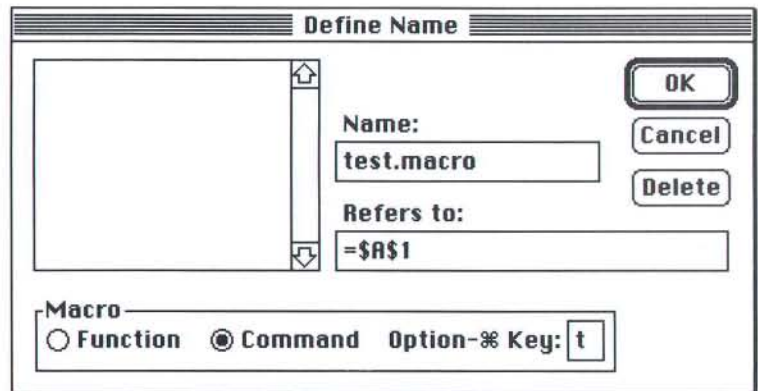 Define Name
OK
Name:
Cancel
test.macro
Delete
Refers to:
=$A$1
Macro
Function Command Option-⌘ Key: t